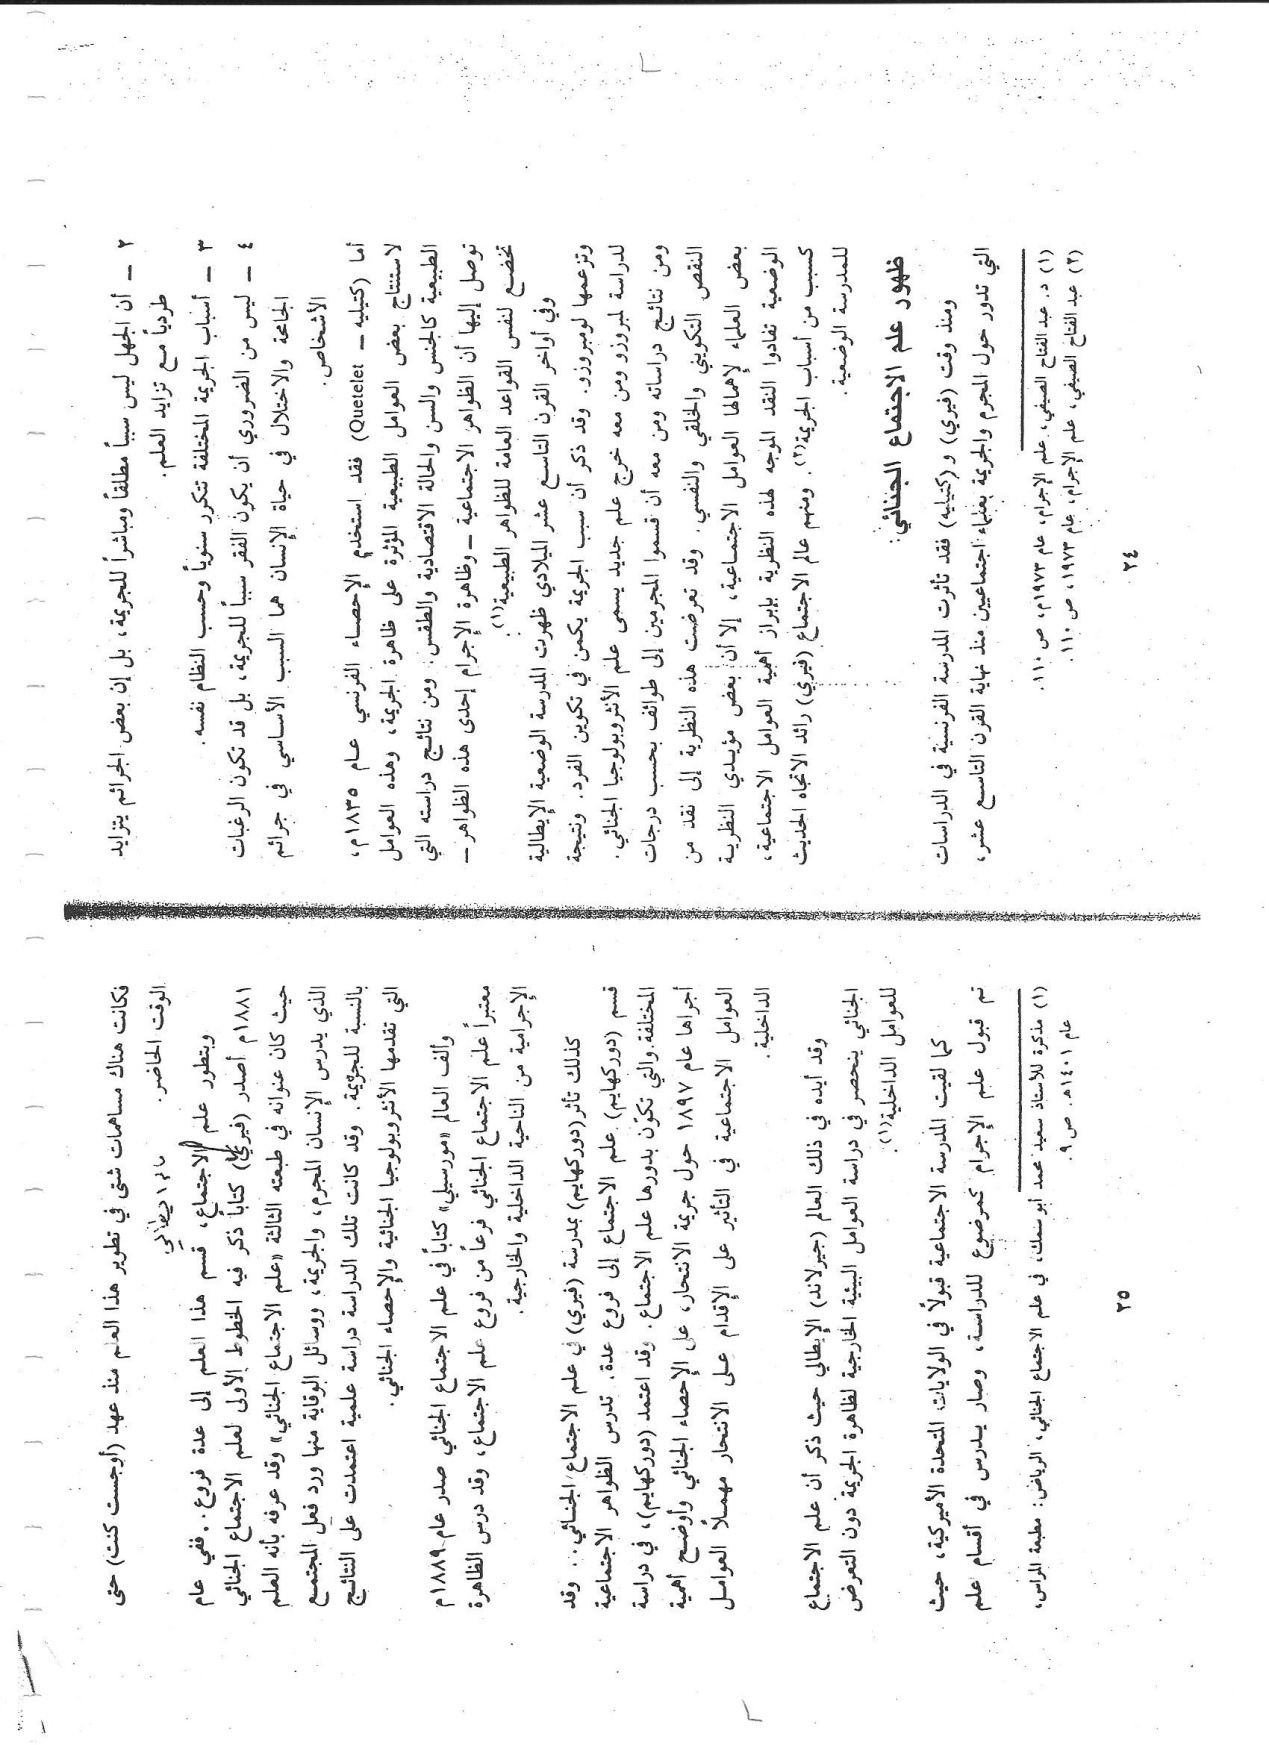 ٢ ــ أن الجهل ليس سبباً مطلقاً ومباشراً للجريمة، بل إن بعض الجرائم يتزايد
طردياً مع تزايد العلم.
٣ ــ أسباب الجريمة المختلفة تتكرر سنوياً وحسب النظام نفسه.
٤ ــ ليس من الضروري أن يكون الفقر سبباً للجريمة، بل قد تكون الرغبات
الجامحة والاختلال في حياة الإنسان هما السبب الأساسي في جرائم
الأشخاص.
أما (كتيليه ــ Quetelet) فقد استخدم الإحصاء الفرنسي عام ١٨٣٥م،
لاستنتاج بعض العوامل الطبيعية المؤثرة على ظاهرة الجريمة، وهذه العوامل
الطبيعية كالجنس والسن والحالة الاقتصادية والطقس. ومن نتائج دراسته التي
توصل إليها أن الظواهر الاجتماعية ــ وظاهرة الإجرام إحدى هذه الظواهر ــ
تخضع لنفس القواعد العامة للظواهر الطبيعية(١).
وفي أواخر القرن التاسع عشر الميلادي ظهرت المدرسة الوضعية الإيطالية
وتزعمها لومبروزو. وقد ذكر أن سبب الجريمة يكمن في تكوين الفرد. ونتيجة
لدراسة لمبروزو ومن معه خرج علم جديد يسمى علم الأنثروبولوجيا الجنائي.
ومن نتائج دراساته ومن معه أن قسموا المجرمين إلى طوائف بحسب درجات
النقص التكويني والخلقي والنفسي. وقد تعرضت هذه النظرية إلى نقد من
بعض العلماء لإهمالها العوامل الاجتماعية، إلا أن بعض مؤيدي النظرية
الوضعية تفادوا النقد الموجه لهذه النظرية بإبراز أهمية العوامل الاجتماعية،
كسبب من أسباب الجريمة(٢). ومنهم عالم الاجتماع (فيري) رائد الاتجاه الحديث
للمدرسة الوضعية.
ظهور علم الاجتماع الجنائي:
ومنذ وقت (فيري) و(كتيليه) فقد تأثرت المدرسة الفرنسية في الدراسات
التي تدور حول المجرم والجريمة بعلماء اجتماعيين منذ نهاية القرن التاسع عشر،
(١) د. عبد الفتاح الصيفي، علم الإجرام، عام ١٩٧٣م، ص ١١٠.
(٢) عبد الفتاح الصيفي، علم الإجرام، عام ١٩٧٣، ص ١١٠.
٢٤
فكانت هناك مساهمات شتى في تطوير هذا العلم منذ عهد (أوجست كنت) حتى
الوقت الحاضر.
وبتطور علم الاجتماع، قسم هذا العلم إلى عدة فروع.. ففي عام
١٨٨١م أصدر (فيري) كتاباً ذكر فيه الخطوط الأولى لعلم الاجتماع الجنائي
حيث كان عنوانه في طبعته الثالثة «علم الاجتماع الجنائي» وقد عرفه بأنه العلم
الذي يدرس الإنسان المجرم، والجريمة، ووسائل الوقاية منها ورد فعل المجتمع
بالنسبة للجريمة. وقد كانت تلك الدراسة دراسة علمية اعتمدت على النتائج
التي تقدمها الأنثروبولوجيا الجنائية والإحصاء الجنائي.
وألف العالم «مورسيلي» كتاباً في علم الاجتماع الجنائي صدر عام ١٨٨٩م
معتبراً علم الاجتماع الجنائي فرعاً من فروع علم الاجتماع، وقد درس الظاهرة
الإجرامية من الناحية الداخلية والخارجية.
كذلك تأثر (دوركهايم) بمدرسة (فيري) في علم الاجتماع الجنائي.. وقد
قسم (دوركهايم) علم الاجتماع إلى فروع عدة. تدرس الظواهر الاجتماعية
المختلفة والتي تكوّن بدورها علم الاجتماع. وقد اعتمد (دوركهايم)، في دراسة
أجراها عام ١٨٩٧ حول جريمة الانتحار، على الإحصاء الجنائي وأوضح أهمية
العوامل الاجتماعية في التأثير على الإقدام على الانتحار مهملاً العوامل
الداخلية.
وقد أيده في ذلك العالم (جيرلاند) الإيطالي حيث ذكر أن علم الاجتماع
الجنائي ينحصر في دراسة العوامل البيئية الخارجية لظاهرة الجريمة دون التعرض
للعوامل الداخلية(١).
كما لقيت المدرسة الاجتماعية قبولاً في الولايات المتحدة الأميركية، حيث
تم قبول علم الإجرام كمرضوع للدراسة، وصار يدرس في أقسام علم
(١) مذكرة للأستاذ سعيد محمد أبو سمك، في علم الاجتماع الجنائي، الرياض: مطبعة المراس،
عام ١٤٠١هـ. ص ٩.
٢٥